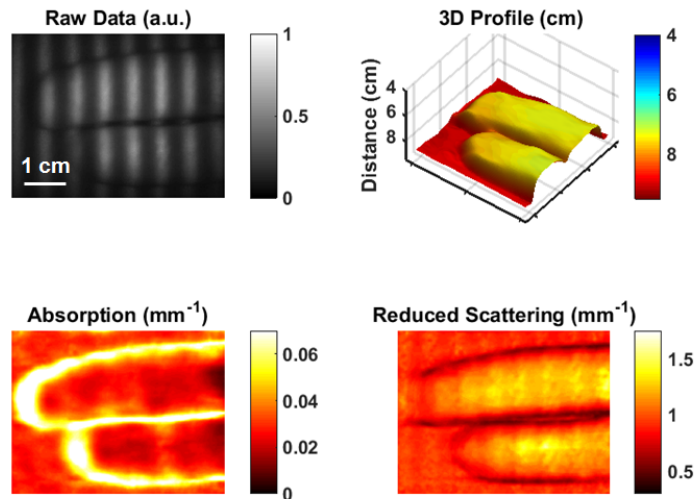 Raw Data (a.u.)
1
0.5
0
1 cm
3D Profile (cm)
Distance (cm)
4
6
8
4
6
8
Absorption (mm-1)
0.06
0.04
0.02
0
Reduced Scattering (mm-1)
1.5
1
0.5